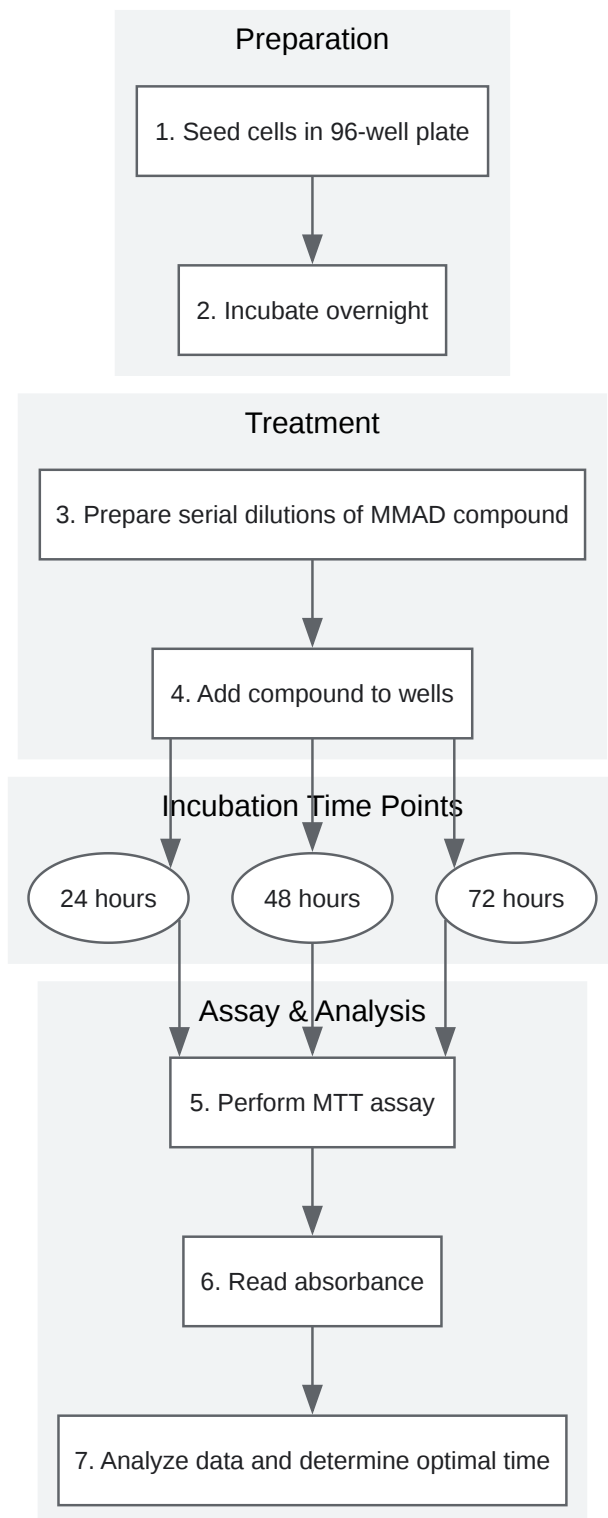 Preparation
1. Seed cells in 96-well plate
2. Incubate overnight
Treatment
3. Prepare serial dilutions of MMAD compound
4. Add compound to wells
Incubation Time Points
24 hours
48 hours
72 hours
Assay & Analysis
5. Perform MTT assay
6. Read absorbance
7. Analyze data and determine optimal time